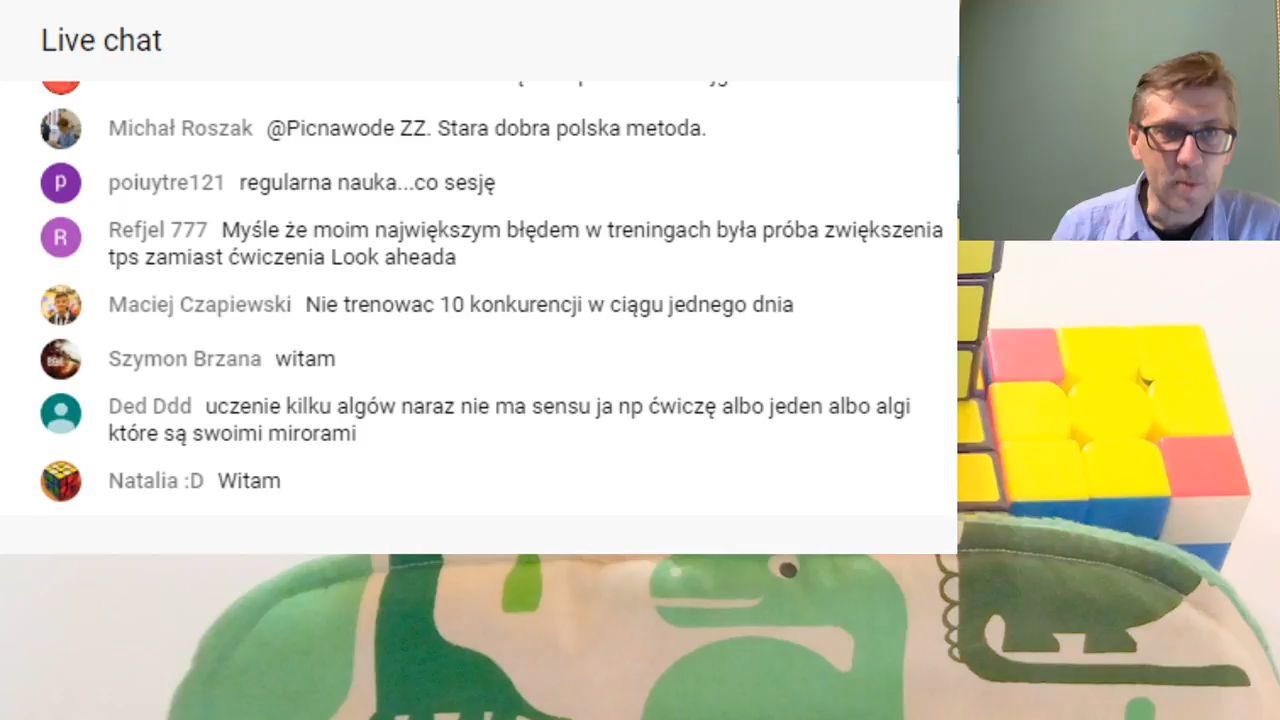 Live chat
Michał Roszak @Picnawode ZZ. Stara dobra polska metoda.
p
poiuytre121 regularna nauka...co sesję
R
Refjel 777 Myśle że moim największym błędem w treningach była próba zwiększenia
tps zamiast ćwiczenia Look aheada
Maciej Czapiewski Nie trenowac 10 konkurencji w ciągu jednego dnia
Szymon Brzana witam
Ded Ddd uczenie kilku algów naraz nie ma sensu ja np ćwiczę albo jeden albo algi
które są swoimi mirorami
Natalia :D Witam